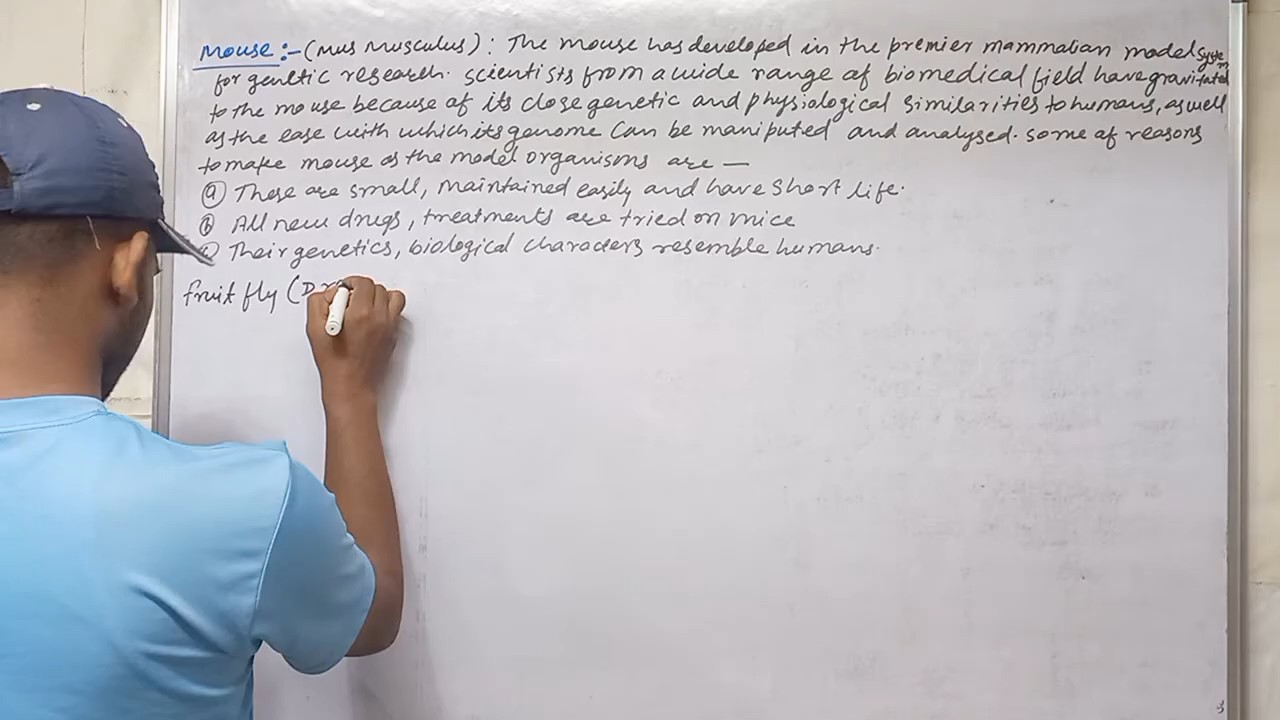 Mouse:- (Mus Musculus): The mouse has developed in the premier mammalian model system
for genetic research. scientists from a wide range of biomedical field have gravitated
to the mouse because of its close genetic and physiological similarities to humans, as well
as the ease with which its genome can be maniputed and analysed. some of reasons
to make mouse as the model organisms are —
(a) These are small, maintained easily and have short life.
(b) All new drugs, treatments are tried on mice
Their genetics, biological characters resemble humans.
fruit fly (Dro